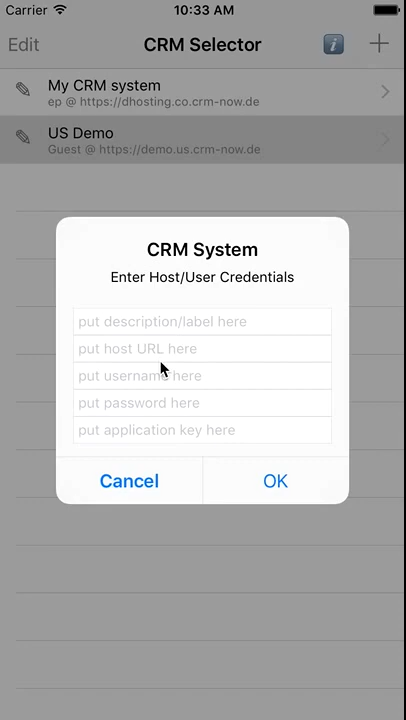 Carrier 10:33 AM
Edit CRM Selector
My CRM system
ep @ https://dhosting.co.crm-now.de
US Demo
Guest @ https://demo.us.crm-now.de
CRM System
Enter Host/User Credentials
put description/label here
put host URL here
put username here
put password here
put application key here
Cancel OK